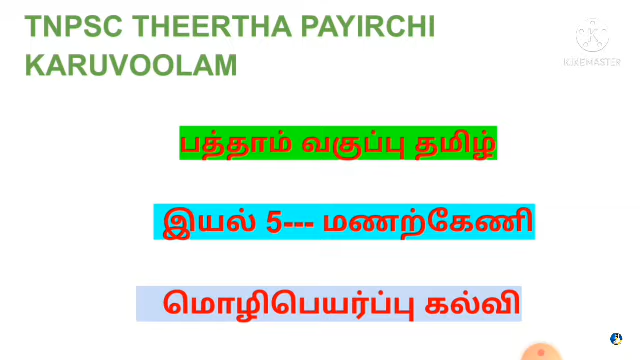 TNPSC THEERTHA PAYIRCHI
KARUVOOLAM
KINEMASTER
பத்தாம் வகுப்பு தமிழ்
இயல் 5--- மணற்கேணி
மொழிபெயர்ப்பு கல்வி